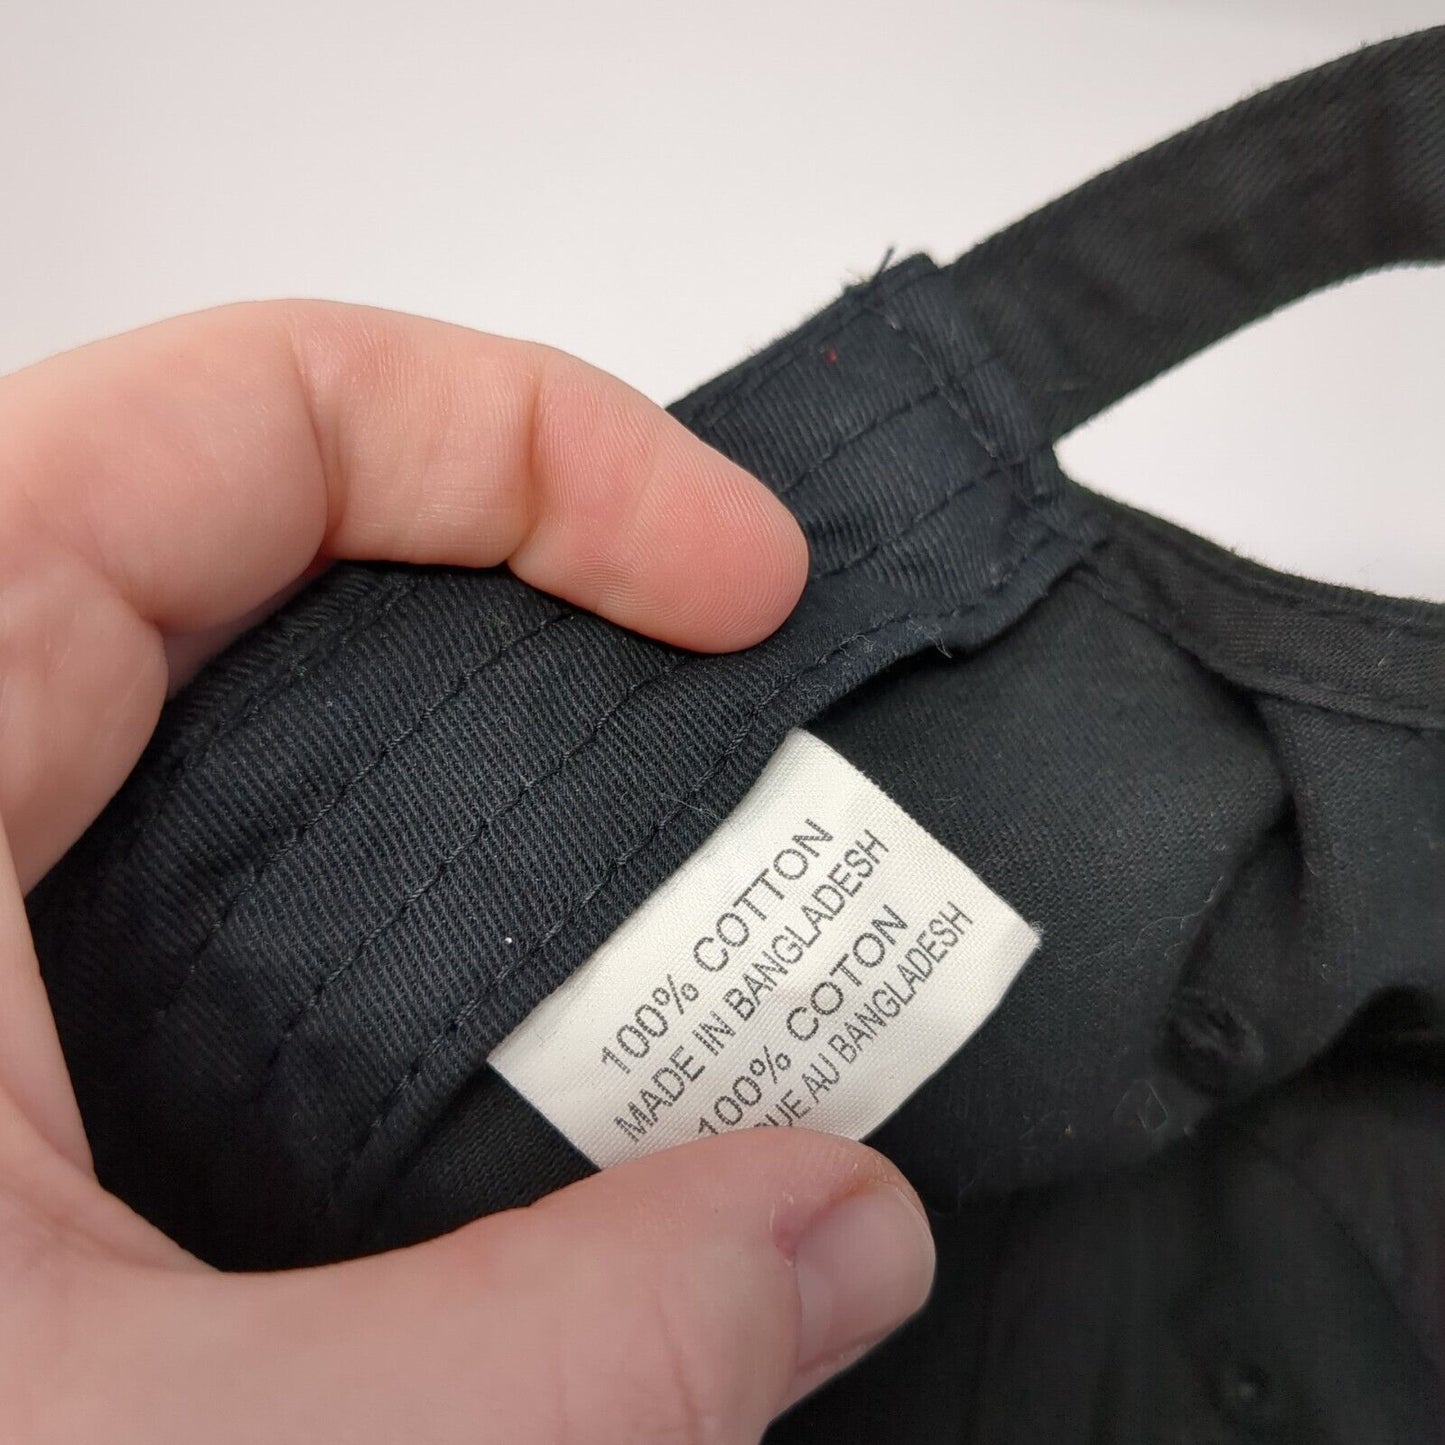 100% COTTON
MADE IN BANGLADESH
100% COTON
AU BANGLADESH